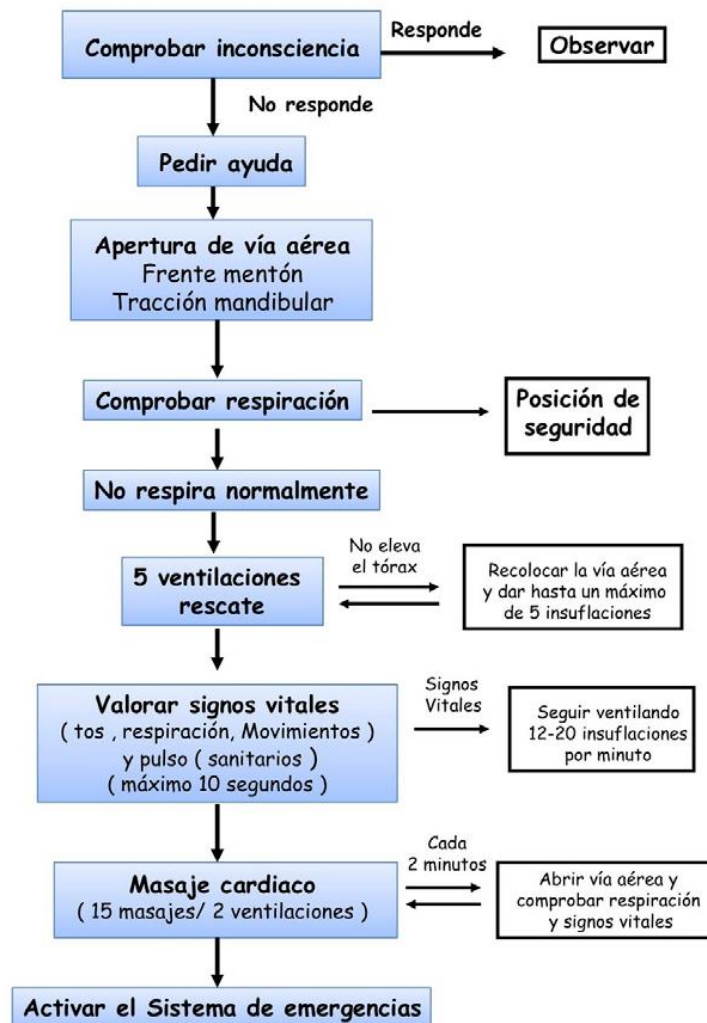 Comprobar inconsciencia
Responde
Observar
No responde
Pedir ayuda
Apertura de vía aérea
Frente mentón
Tracción mandibular
Comprobar respiración
Posición de
seguridad
No respira normalmente
5 ventilaciones
rescate
No eleva
el tórax
Recolocar la vía aérea
y dar hasta un máximo
de 5 insuflaciones
Valorar signos vitales
( tos , respiración, Movimientos )
y pulso ( sanitarios )
( máximo 10 segundos )
Signos
Vitales
Seguir ventilando
12-20 insuflaciones
por minuto
Masaje cardiaco
( 15 masajes/ 2 ventilaciones )
Cada
2 minutos
Abrir vía aérea y
comprobar respiración
y signos vitales
Activar el Sistema de emergencias